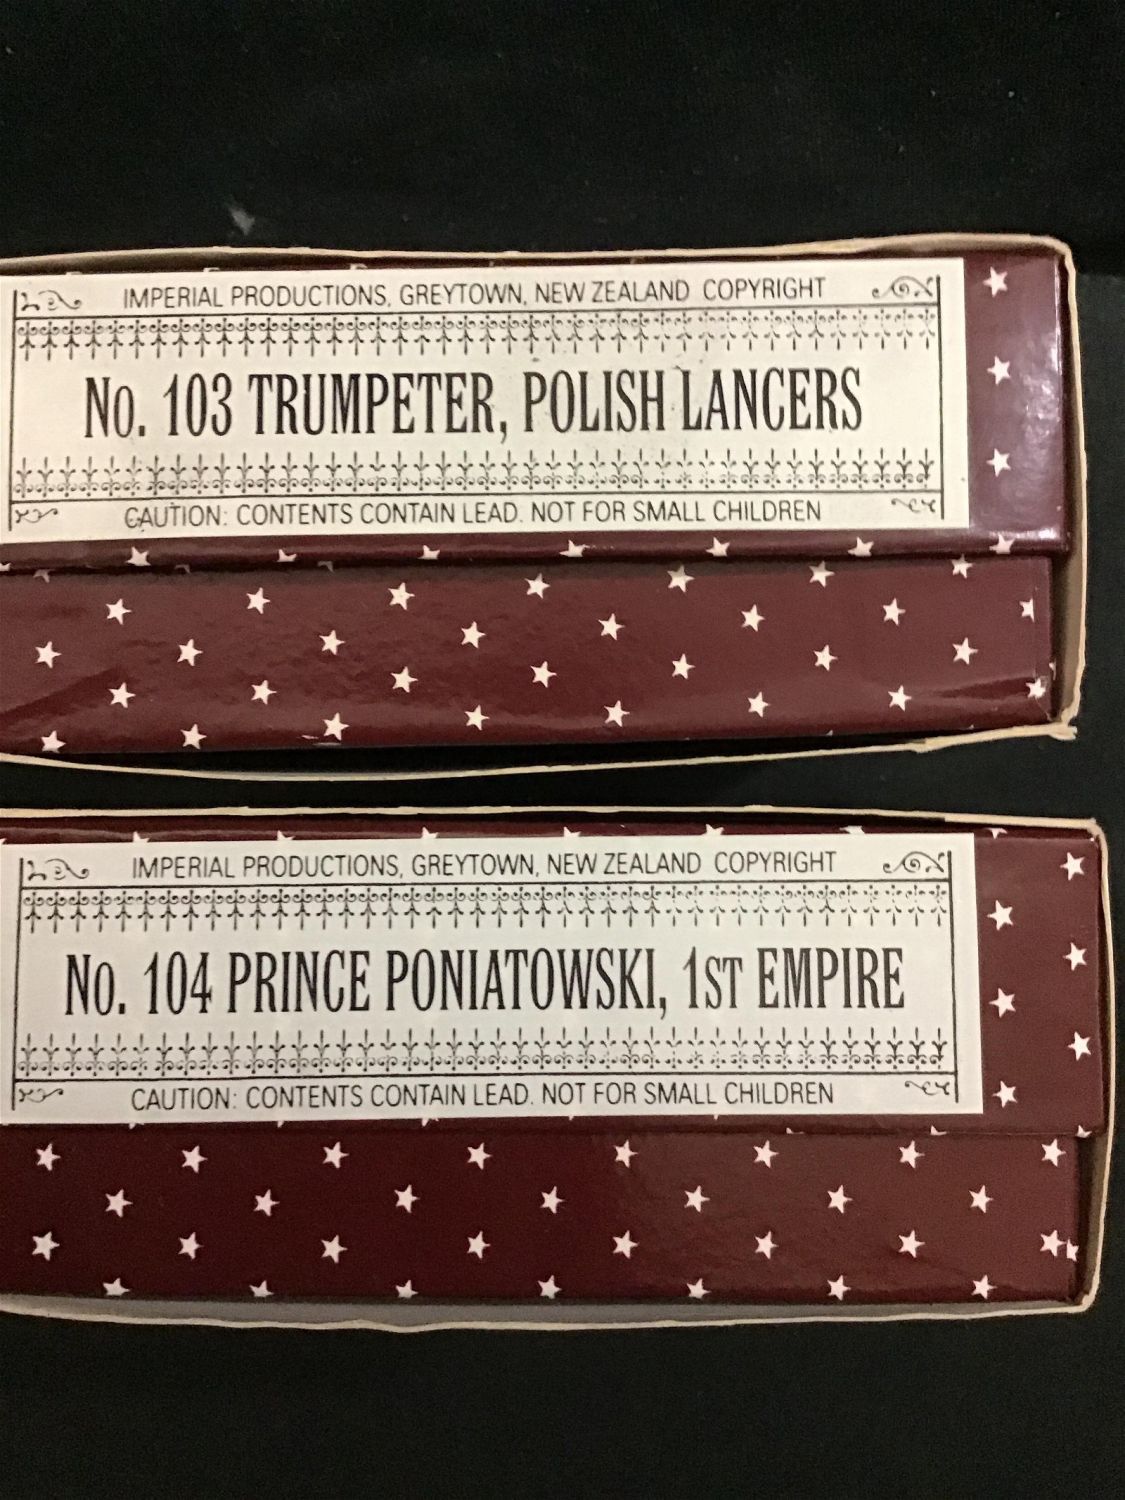 IMPERIAL PRODUCTIONS, GREYTOWN, NEW ZEALAND COPYRIGHT
No. 103 TRUMPETER, POLISH LANCERS
CAUTION: CONTENTS CONTAIN LEAD. NOT FOR SMALL CHILDREN
IMPERIAL PRODUCTIONS, GREYTOWN, NEW ZEALAND COPYRIGHT
No. 104 PRINCE PONIATOWSKI, 1ST EMPIRE
CAUTION: CONTENTS CONTAIN LEAD. NOT FOR SMALL CHILDREN